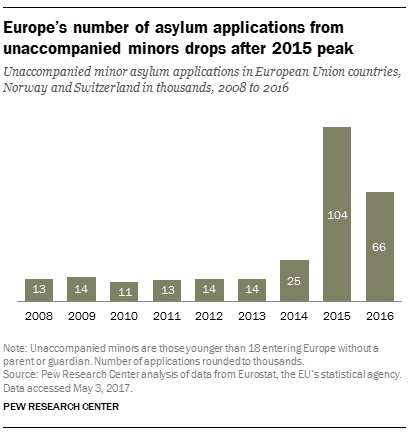 Europe's number of asylum applications from
unaccompanied minors drops after 2015 peak
Unaccompanied minor asylum applications in European Union countries,
Norway and Switzerland in thousands, 2008 to 2016
13 14 11 13 14 14 25 104 66
2008 2009 2010 2011 2012 2013 2014 2015 2016
Note: Unaccompanied minors are those younger than 18 entering Europe without a
parent or guardian. Number of applications rounded to thousands.
Source: Pew Research Center analysis of data from Eurostat, the EU's statistical agency.
Data accessed May 3, 2017.
PEW RESEARCH CENTER